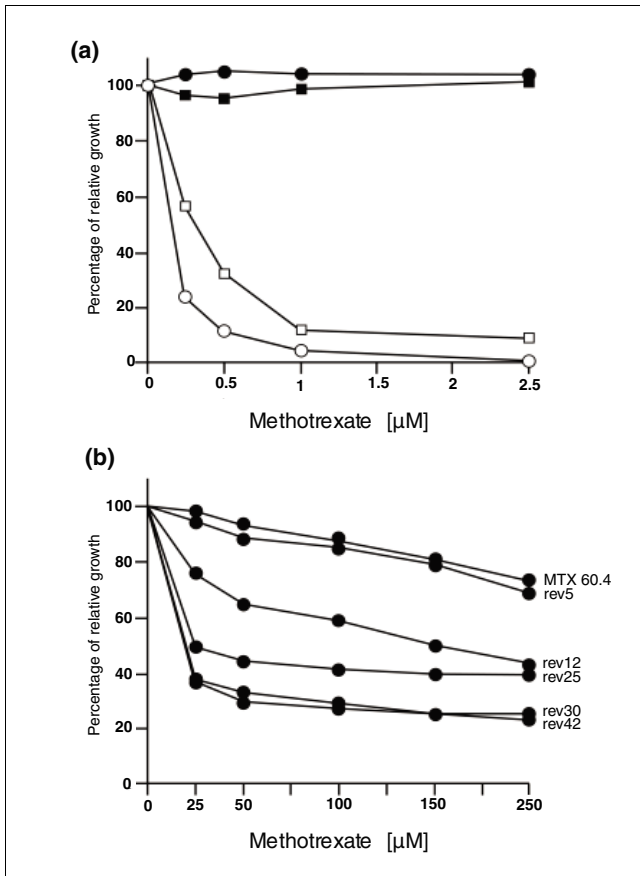 (a)
Percentage of relative growth
100
80
60
40
20
0
0 0.5 1 1.5 2 2.5
Methotrexate [µM]
(b)
Percentage of relative growth
100
80
60
40
20
0
MTX 60.4
rev5
rev12
rev25
rev30
rev42
0 25 50 100 150 250
Methotrexate [µM]